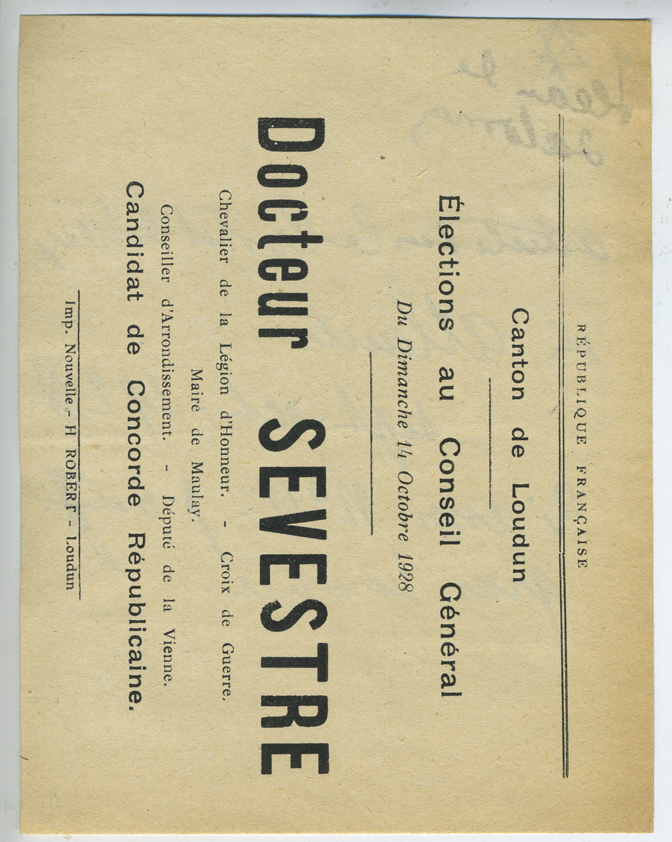 RÉPUBLIQUE FRANÇAISE
Canton de Loudun
Élections au Conseil Général
Du Dimanche 14 Octobre 1928
Docteur SEVESTRE
Chevalier de la Légion d'Honneur. - Croix de Guerre.
Maire de Maulay.
Conseiller d'Arrondissement. - Député de la Vienne.
Candidat de Concorde Républicaine.
Imp. Nouvelle - H ROBERT - Loudun